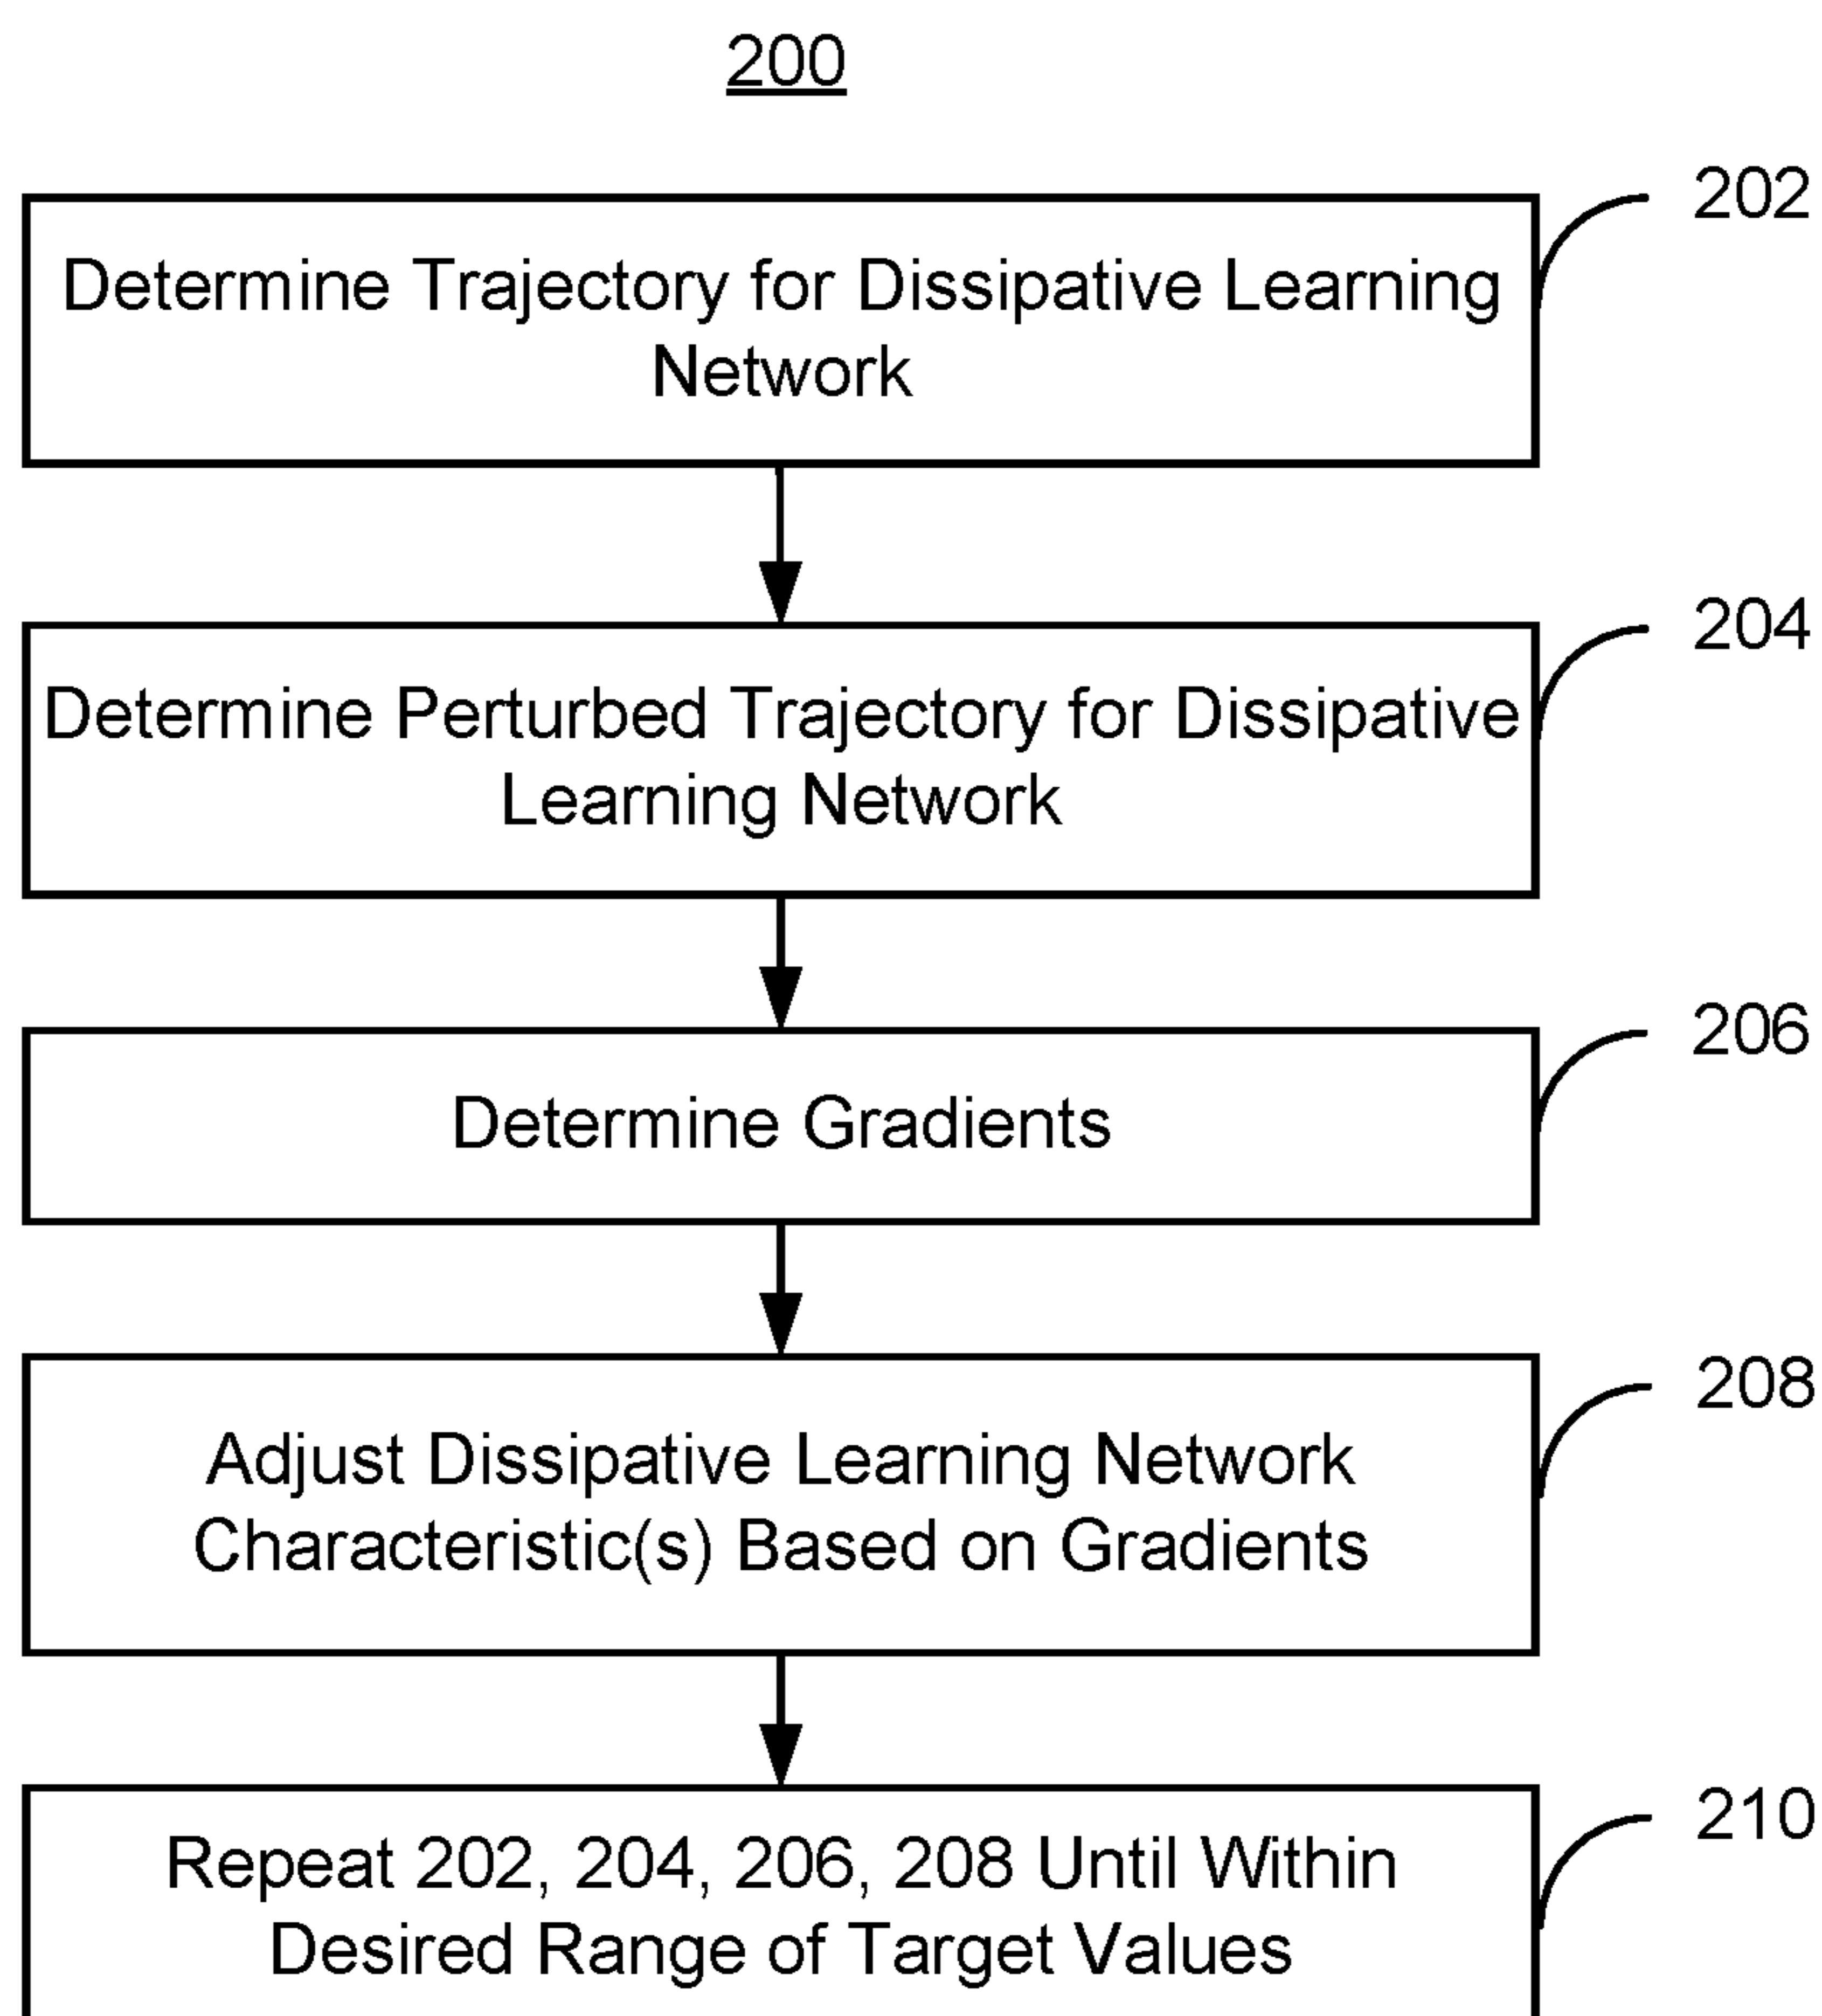 200
202
Determine Trajectory for Dissipative Learning
Network
204
Determine Perturbed Trajectory for Dissipative
Learning Network
206
Determine Gradients
208
Adjust Dissipative Learning Network
Characteristic(s) Based on Gradients
210
Repeat 202, 204, 206, 208 Until Within
Desired Range of Target Values